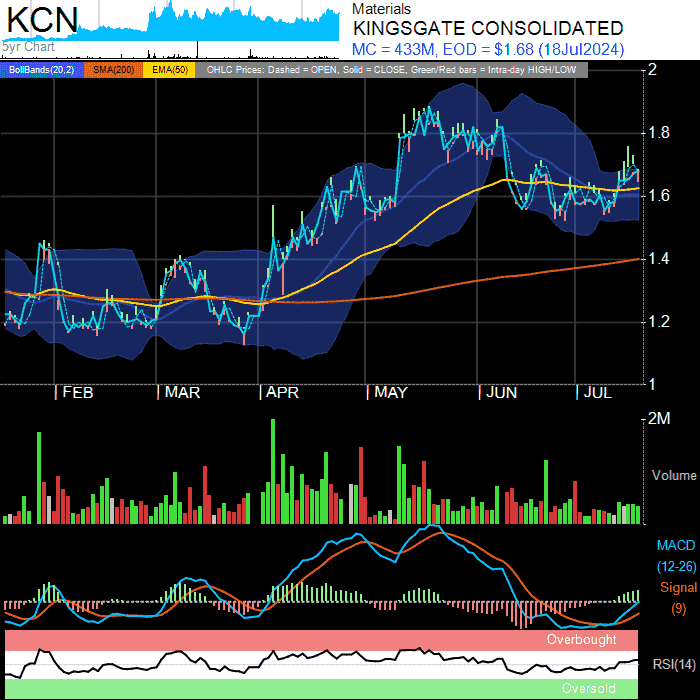 KCN
5yr Chart
Materials
KINGSGATE CONSOLIDATED
MC = 433M, EOD = $1.68 (18Jul2024)
BollBands(20,2) SMA(200) EMA(50) OHLC Prices: Dashed = OPEN, Solid = CLOSE, Green/Red bars = Intra-day HIGH/LOW
2
1.8
1.6
1.4
1.2
1
FEB MAR APR MAY JUN JUL
2M
Volume
MACD
(12-26)
Signal
(9)
Overbought
RSI(14)
Oversold